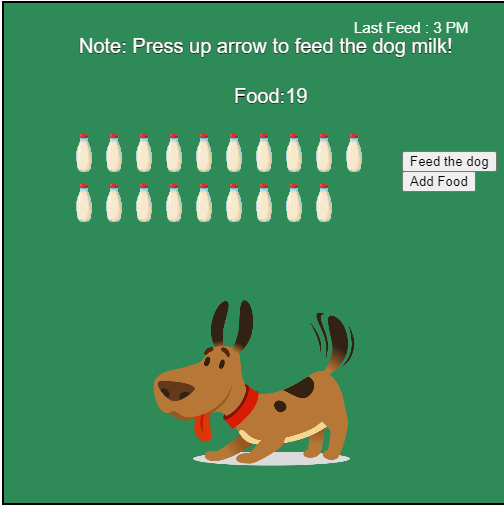 Last Feed : 3 PM
Note: Press up arrow to feed the dog milk!
Food:19
Feed the dog
Add Food